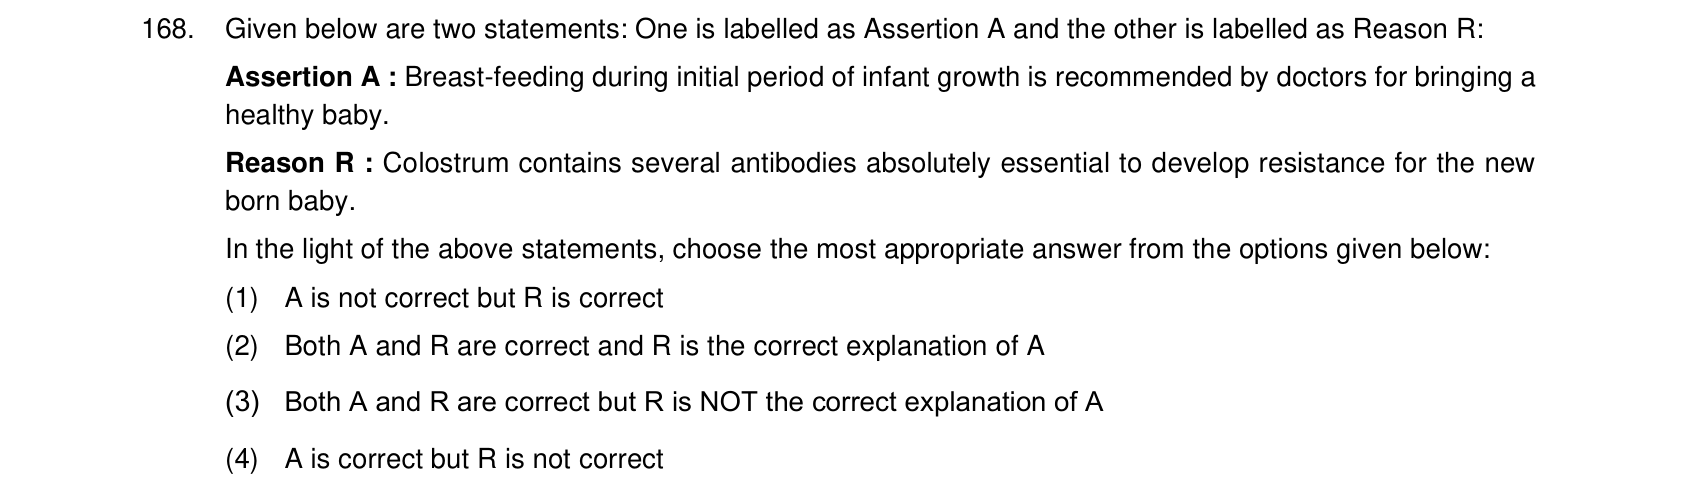 168. Given below are two statements: One is labelled as Assertion A and the other is labelled as Reason R:
Assertion A : Breast-feeding during initial period of infant growth is recommended by doctors for bringing a
healthy baby.
Reason R : Colostrum contains several antibodies absolutely essential to develop resistance for the new
born baby.
In the light of the above statements, choose the most appropriate answer from the options given below:
(1) A is not correct but R is correct
(2) Both A and R are correct and R is the correct explanation of A
(3) Both A and R are correct but R is NOT the correct explanation of A
(4) A is correct but R is not correct